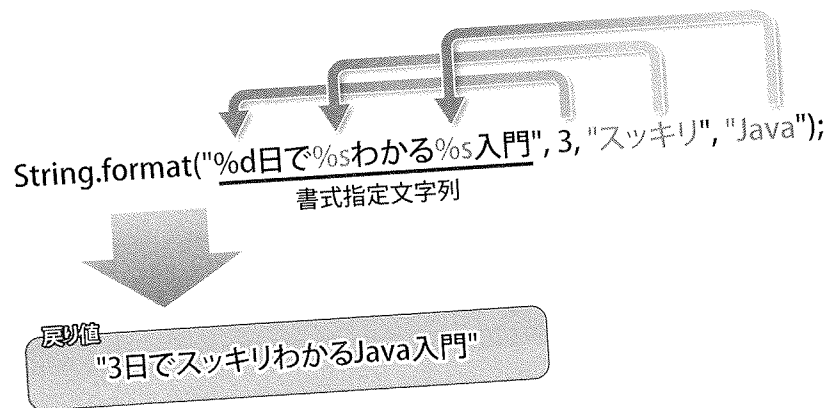 String.format("%d日で%sわかる%s入門", 3, "スッキリ", "Java");
書式指定文字列
戻り値
"3日でスッキリわかるJava入門"